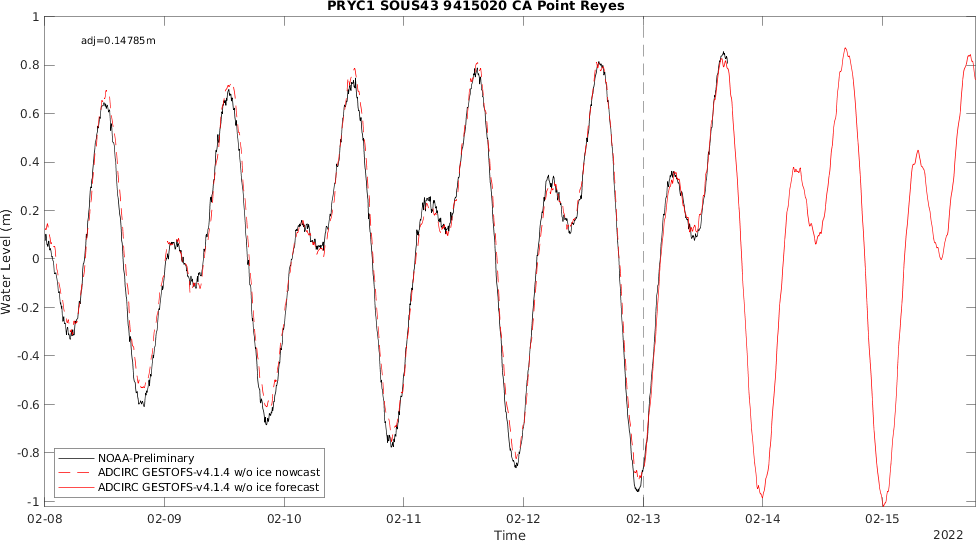 PRYC1 SOUS43 9415020 CA Point Reyes
adj=0.14785m
Water Level (m)
1
0.8
0.6
0.4
0.2
0
-0.2
-0.4
-0.6
-0.8
-1
NOAA-Preliminary
ADCIRC GESTOFS-v4.1.4 w/o ice nowcast
ADCIRC GESTOFS-v4.1.4 w/o ice forecast
02-08 02-09 02-10 02-11 02-12 02-13 02-14 02-15
Time
2022